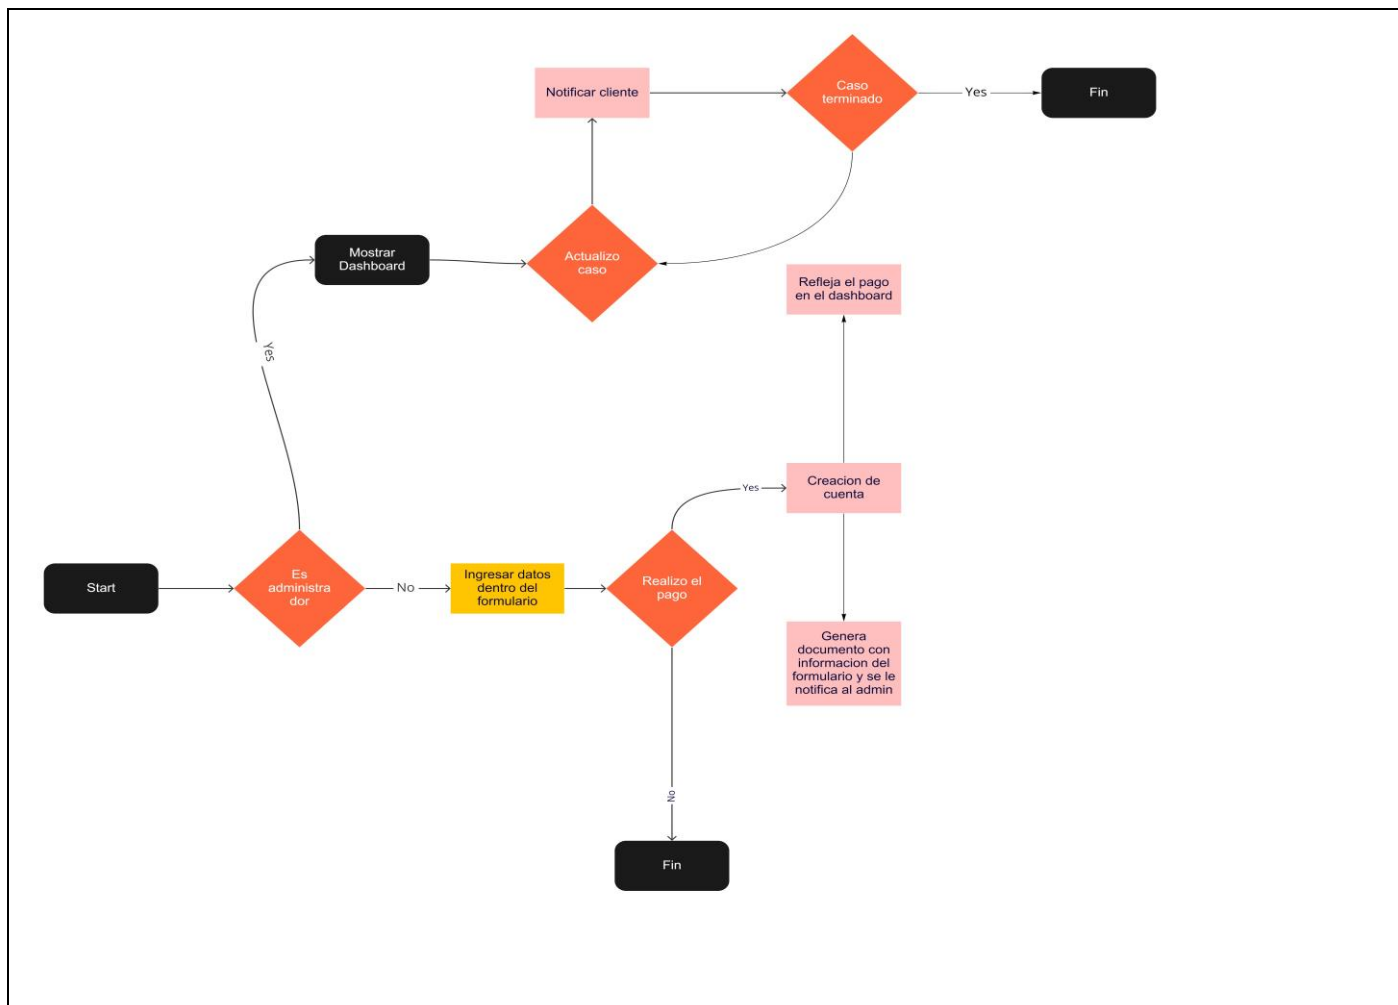 Notificar cliente
Caso
terminado
Yes
Fin
Mostrar
Dashboard
Actualizo
caso
Refleja el pago
en el dashboard
Yes
Yes
Creacion de
cuenta
Start
Es
administra
dor
No
Ingresar datos
dentro del
formulario
Realizo el
pago
Genera
documento con
informacion del
formulario y se le
notifica al admin
No
Fin